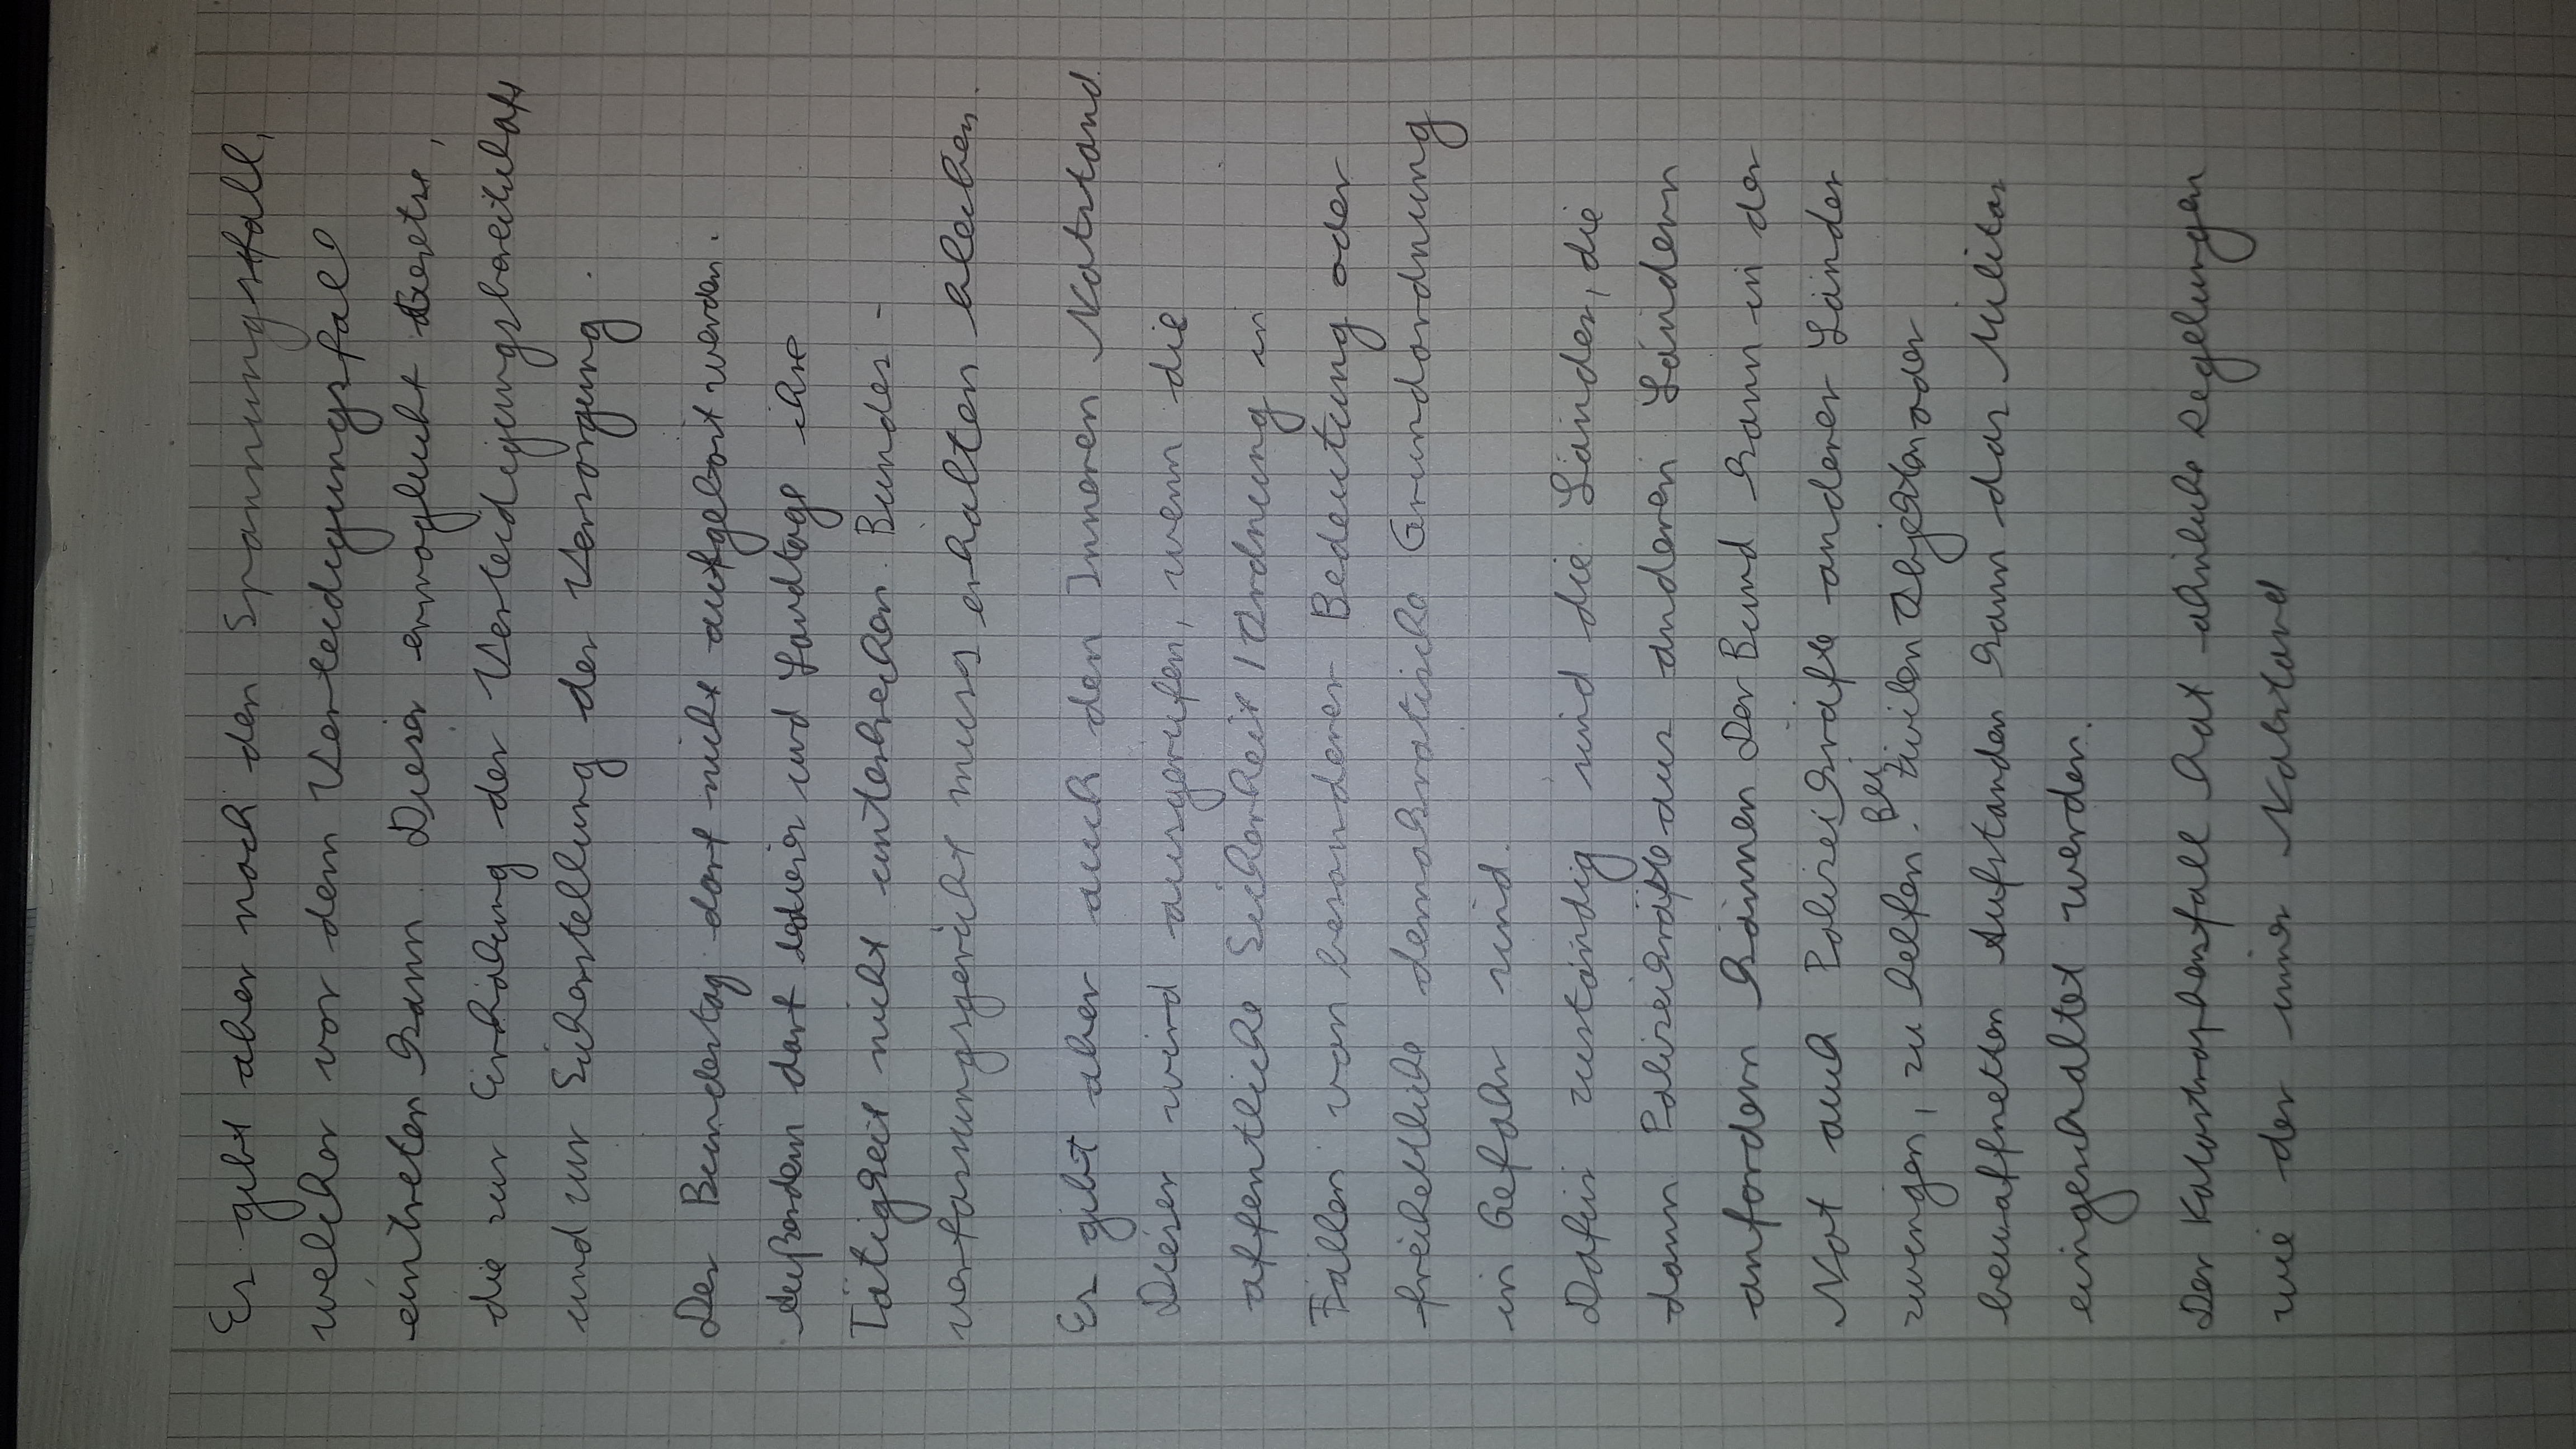 Es gibt aber noch den Spannungsfall,
welcher vor dem Verteidigungsfall
eintreten kann. Dieser ermöglicht Gesetze,
die zur Erhöhung der Verteidigungsbereitschaft
und zur Sicherstellung der Versorgung.
Der Bundestag darf nicht aufgelöst werden.
Außerdem darf dieser und Landtage ihre
Tätigkeit nicht unterbrechen. Bundes-
verfassungsgericht muss erhalten bleiben.
Es gibt aber auch den Inneren Notstand.
Dieser wird ausgerufen, wenn die
öffentliche Sicherheit / Ordnung in
Fällen von besonderer Bedeutung oder
freiheitliche demokratische Grundordnung
in Gefahr sind.
Dafür zuständig sind die Länder, die
dann Polizeikräfte aus anderen Ländern
anfordern können Der Bund kann in der
Not auch Polizeikräfte anderer Länder
zwingen, zu helfen. Bei zivilen Objekten oder
bewaffneten Aufständen kann das Militär
eingeschaltet werden.
Der Katastrophenfall hat ähnliche Regelungen
wie der Notstand